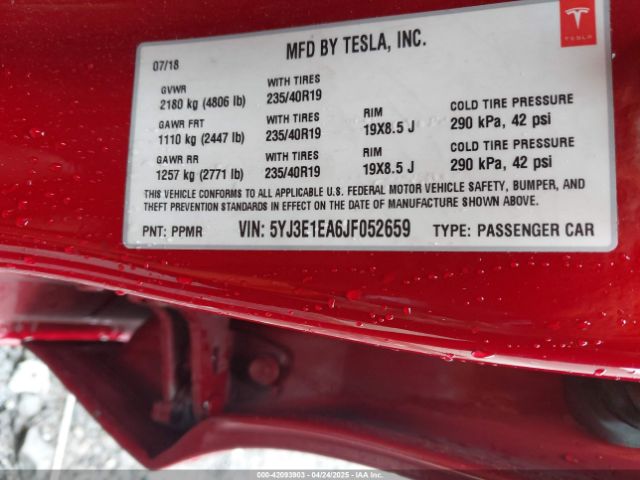 MFD BY TESLA, INC.
TESLA
07/18
GVWR WITH TIRES
2180 kg (4806 lb) 235/40R19
GAWR FRT WITH TIRES RIM COLD TIRE PRESSURE
1110 kg (2447 lb) 235/40R19 19X8.5 J 290 kPa, 42 psi
GAWR RR WITH TIRES RIM COLD TIRE PRESSURE
1257 kg (2771 lb) 235/40R19 19X8.5 J 290 kPa, 42 psi
THIS VEHICLE CONFORMS TO ALL APPLICABLE U.S. FEDERAL MOTOR VEHICLE SAFETY, BUMPER, AND
THEFT PREVENTION STANDARDS IN EFFECT ON THE DATE OF MANUFACTURE SHOWN ABOVE.
PNT: PPMR VIN: 5YJ3E1EA6JF052659 TYPE: PASSENGER CAR
000-42093903 - 04/24/2025 - IAAI.COM